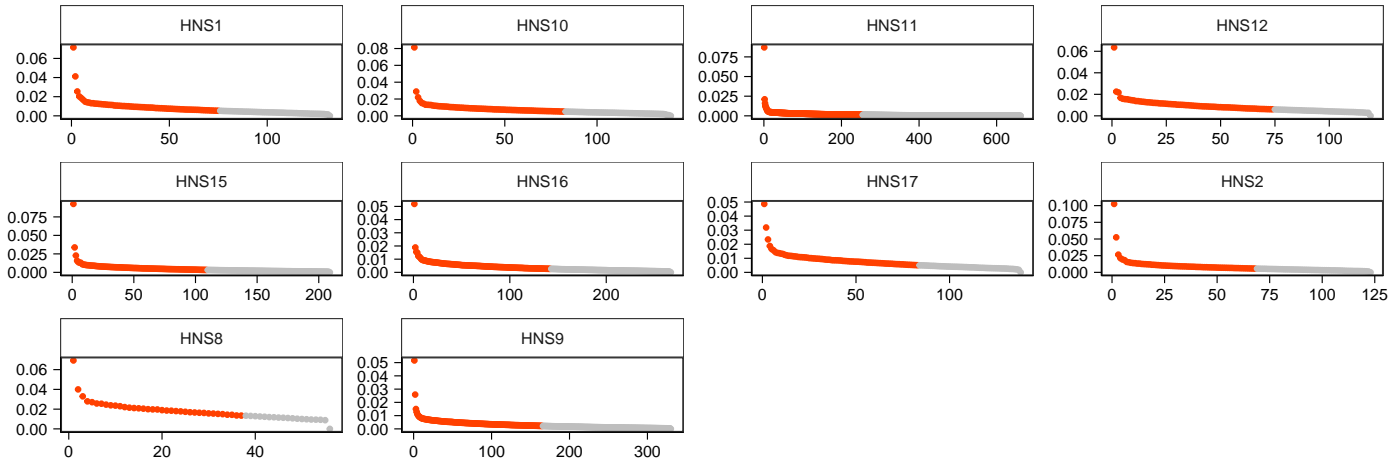 HNS1 HNS10 HNS11 HNS12
0.06 0.08 0.075 0.06
0.04 0.06 0.050 0.04
0.02 0.04 0.025 0.02
0.00 0.02 0.000 0.00
0.00
0 50 100 0 50 100 0 200 400 600 0 25 50 75 100
HNS15 HNS16 HNS17 HNS2
0.075 0.05 0.05 0.100
0.050 0.04 0.04 0.075
0.025 0.03 0.03 0.050
0.000 0.02 0.02 0.025
0.01 0.01 0.000
0.00 0.00
0 50 100 150 200 0 100 200 0 50 100 0 25 50 75 100 125
HNS8 HNS9
0.06 0.05
0.04 0.04
0.02 0.03
0.00 0.02
0.01
0.00
0 20 40 0 100 200 300